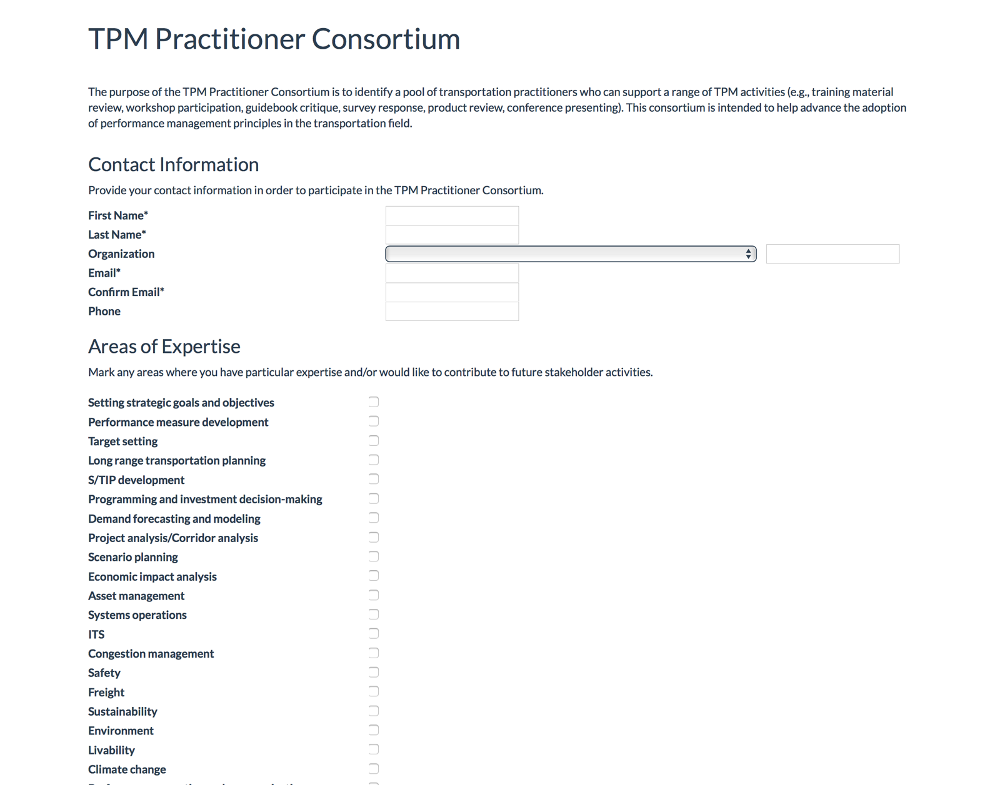 TPM Practitioner Consortium
The purpose of the TPM Practitioner Consortium is to identify a pool of transportation practitioners who can support a range of TPM activities (e.g., training material
review, workshop participation, guidebook critique, survey response, product review, conference presenting). This consortium is intended to help advance the adoption
of performance management principles in the transportation field.
Contact Information
Provide your contact information in order to participate in the TPM Practitioner Consortium.
First Name*
Last Name*
Organization
Email*
Confirm Email*
Phone
Areas of Expertise
Mark any areas where you have particular expertise and/or would like to contribute to future stakeholder activities.
Setting strategic goals and objectives
Performance measure development
Target setting
Long range transportation planning
S/TIP development
Programming and investment decision-making
Demand forecasting and modeling
Project analysis/Corridor analysis
Scenario planning
Economic impact analysis
Asset management
Systems operations
ITS
Congestion management
Safety
Freight
Sustainability
Environment
Livability
Climate change